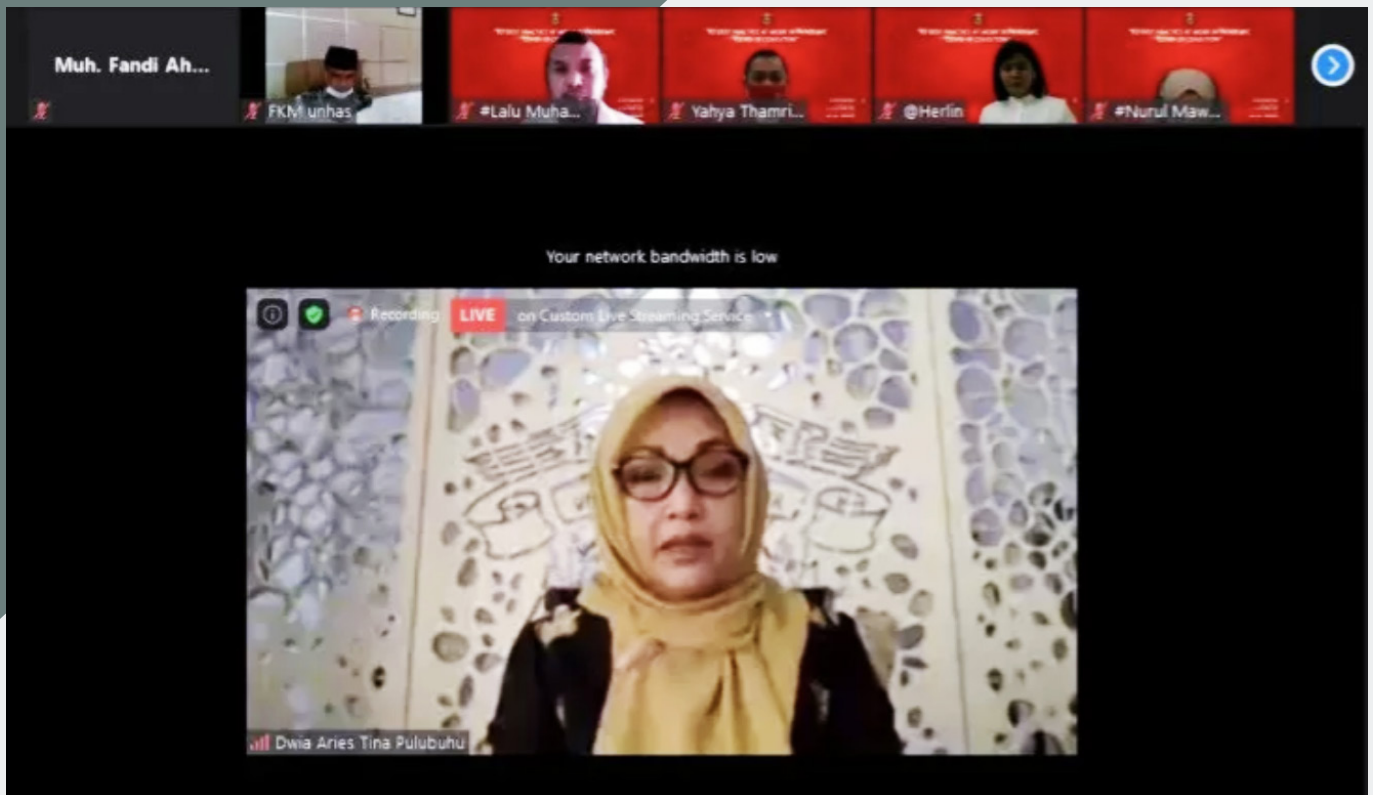 Muh. Fandi Ah...
FKM unhas
#Lalu Muha...
Yahya Thamri...
@Herlin
#Nurul Maw...
Your network bandwidth is low
Recording
LIVE
on Custom Live Streaming Service
Dwia Aries Tina Pulubuhu